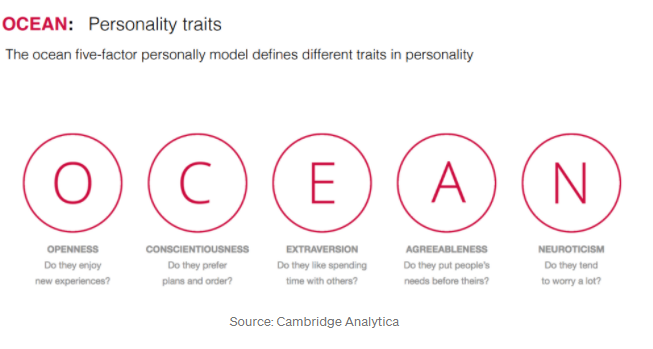 OCEAN: Personality traits
The ocean five-factor personally model defines different traits in personality
O C E A N
OPENNESS CONSCIENTIOUSNESS EXTRAVERSION AGREEABLENESS NEUROTICISM
Do they enjoy Do they prefer Do they like spending Do they put people's Do they tend
new experiences? plans and order? time with others? needs before theirs? to worry a lot?
Source: Cambridge Analytica